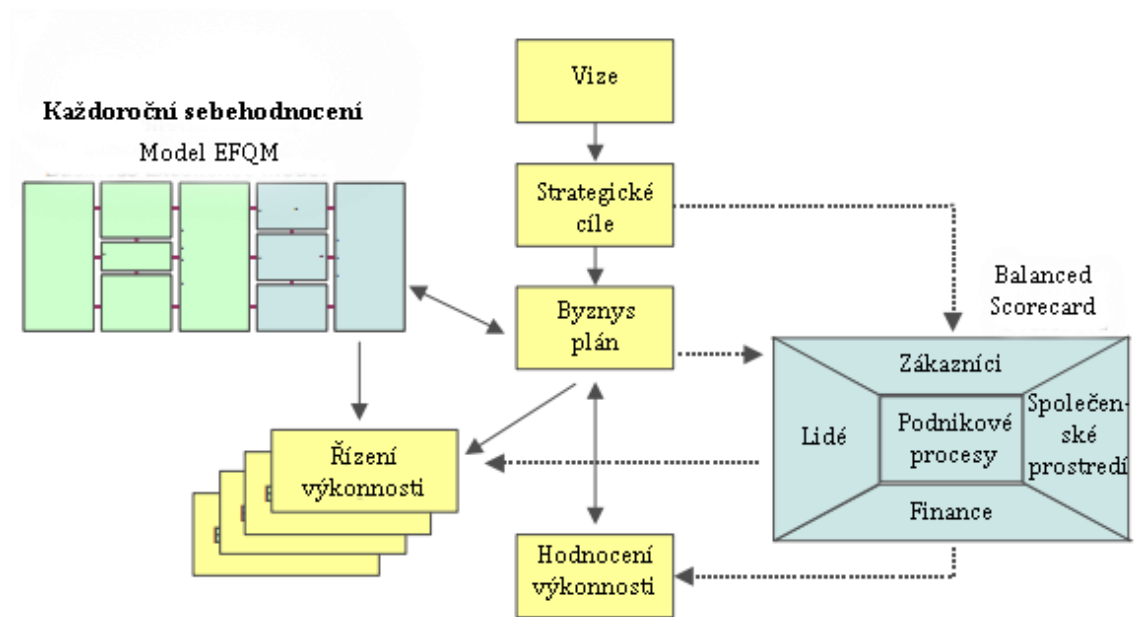 Vize
Každoroční sebehodnocení
Model EFQM
Strategické
cíle
Balanced
Scorecard
Byznys
plán
Zákazníci
Lidé
Podnikové
procesy
Společen-
ské
prostredí
Finance
Řízení
výkonnosti
Hodnocení
výkonnosti